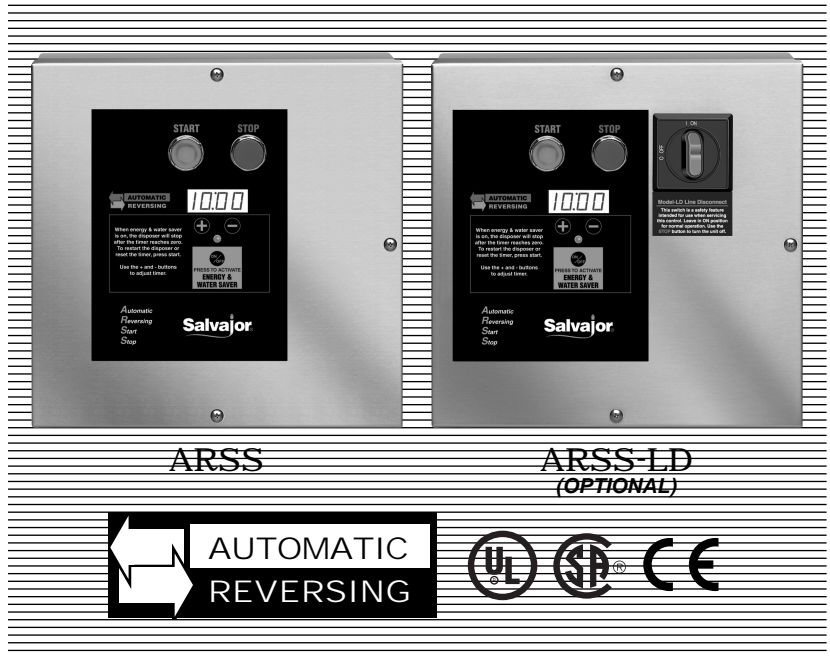 START STOP
AUTOMATIC
REVERSING
10:00
+ −
When energy & water saver
is on, the disposer will stop
after the timer reaches zero.
To restart the disposer or
reset the timer, press start.
Use the + and - buttons
to adjust timer.
ON/OFF
PRESS TO ACTIVATE
ENERGY &
WATER SAVER
Automatic
Reversing
Start
Stop
Salvajor®
START STOP
AUTOMATIC
REVERSING
10:00
+ −
When energy & water saver
is on, the disposer will stop
after the timer reaches zero.
To restart the disposer or
reset the timer, press start.
Use the + and - buttons
to adjust timer.
ON/OFF
PRESS TO ACTIVATE
ENERGY &
WATER SAVER
Automatic
Reversing
Start
Stop
Salvajor®
I ON
O OFF
Model-LD Line Disconnect
This switch is a safety feature
intended for use when servicing
this control. Leave in ON position
for normal operation. Use the
STOP button to turn the unit off.
ARSS
ARSS-LD
(OPTIONAL)
AUTOMATIC
REVERSING
UL® SA® CE